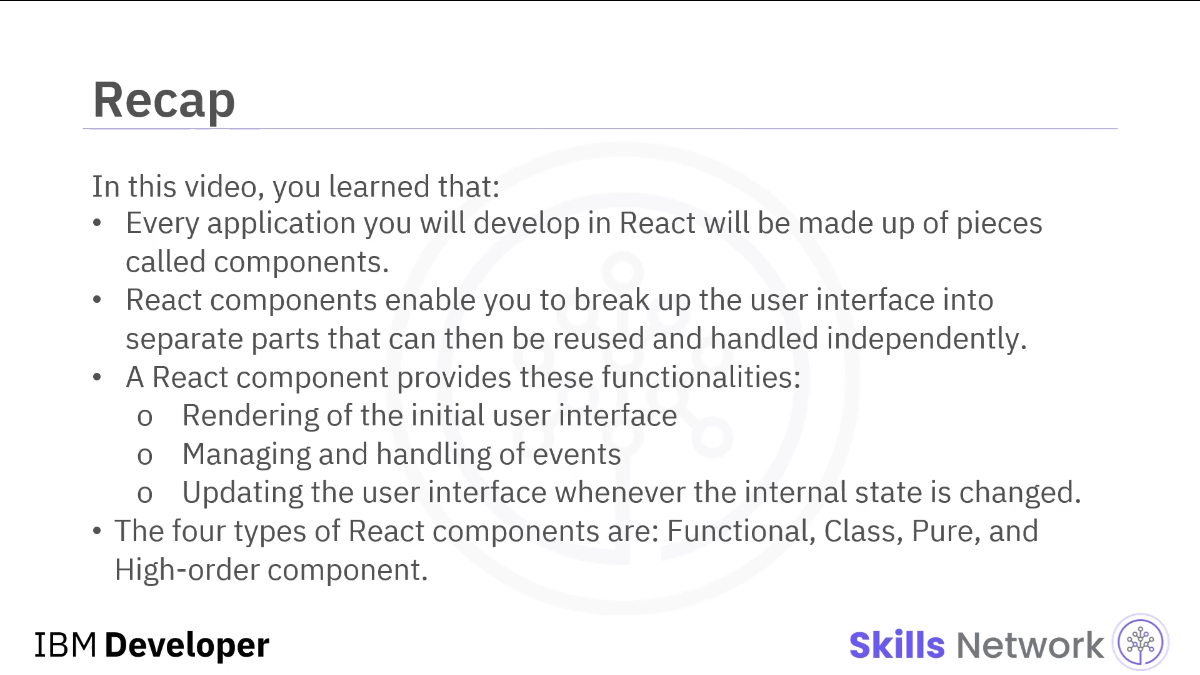 Recap
In this video, you learned that:
• Every application you will develop in React will be made up of pieces
called components.
• React components enable you to break up the user interface into
separate parts that can then be reused and handled independently.
• A React component provides these functionalities:
o Rendering of the initial user interface
o Managing and handling of events
o Updating the user interface whenever the internal state is changed.
• The four types of React components are: Functional, Class, Pure, and
High-order component.
IBM Developer
Skills Network